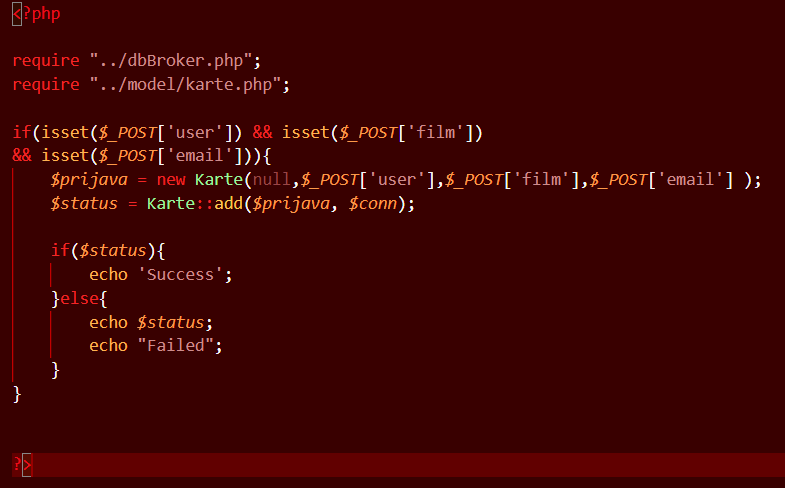 <?php
require "../dbBroker.php";
require "../model/karte.php";
if(isset($_POST['user']) && isset($_POST['film'])
&& isset($_POST['email'])){
    $prijava = new Karte(null,$_POST['user'],$_POST['film'],$_POST['email'] );
    $status = Karte::add($prijava, $conn);
    if($status){
        echo 'Success';
    }else{
        echo $status;
        echo "Failed";
    }
}
?>